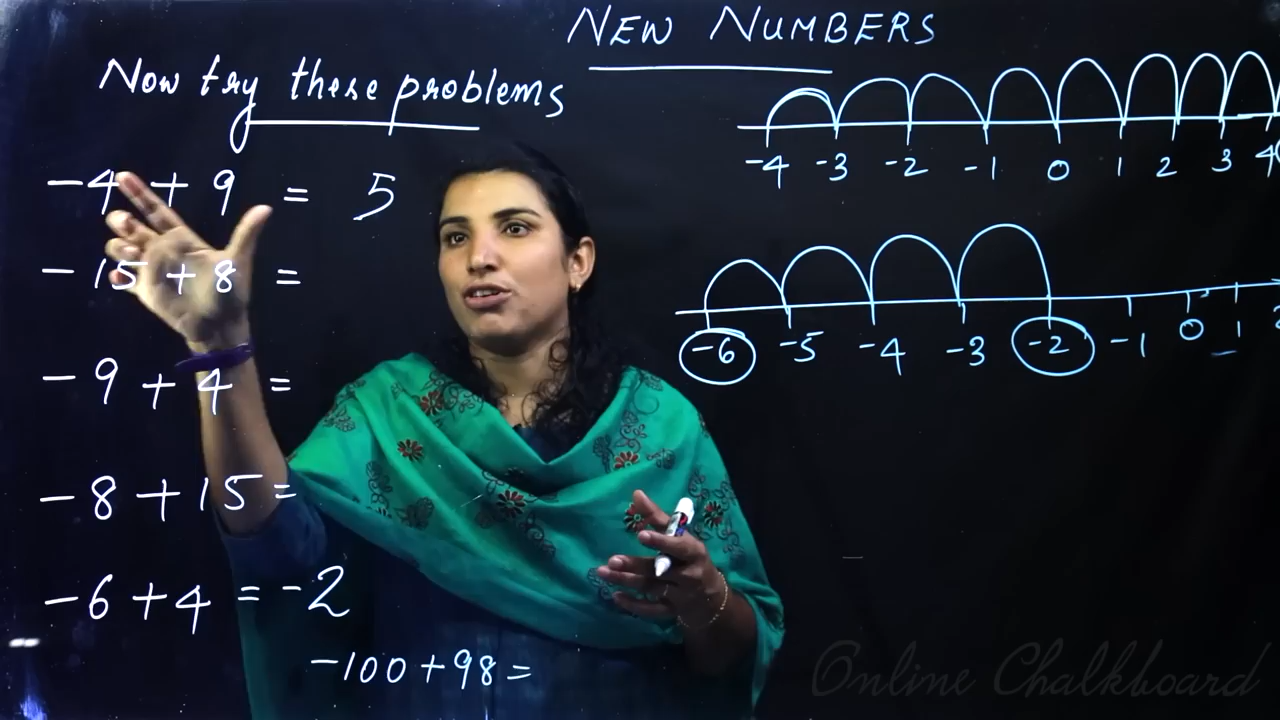 NEW NUMBERS
Now try these problems
-4 + 9 = 5
-15 + 8 =
-9 + 4 =
-8 + 15 =
-6 + 4 = -2
-100 + 98 =
-4 -3 -2 -1 0 1 2 3 4
-6 -5 -4 -3 -2 -1 0 1
Online Chalkboard